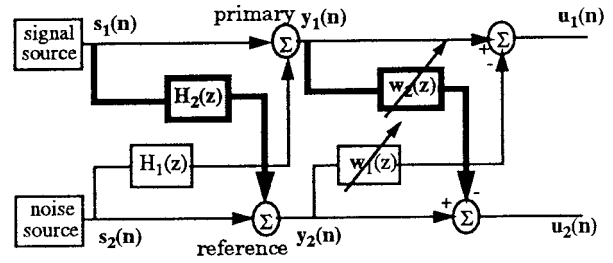 primary
signal source
s₁(n)
Σ
y₁(n)
+
-
Σ
u₁(n)
H₂(z)
w₂(z)
H₁(z)
w₁(z)
noise source
s₂(n)
Σ
reference
y₂(n)
+
-
Σ
u₂(n)